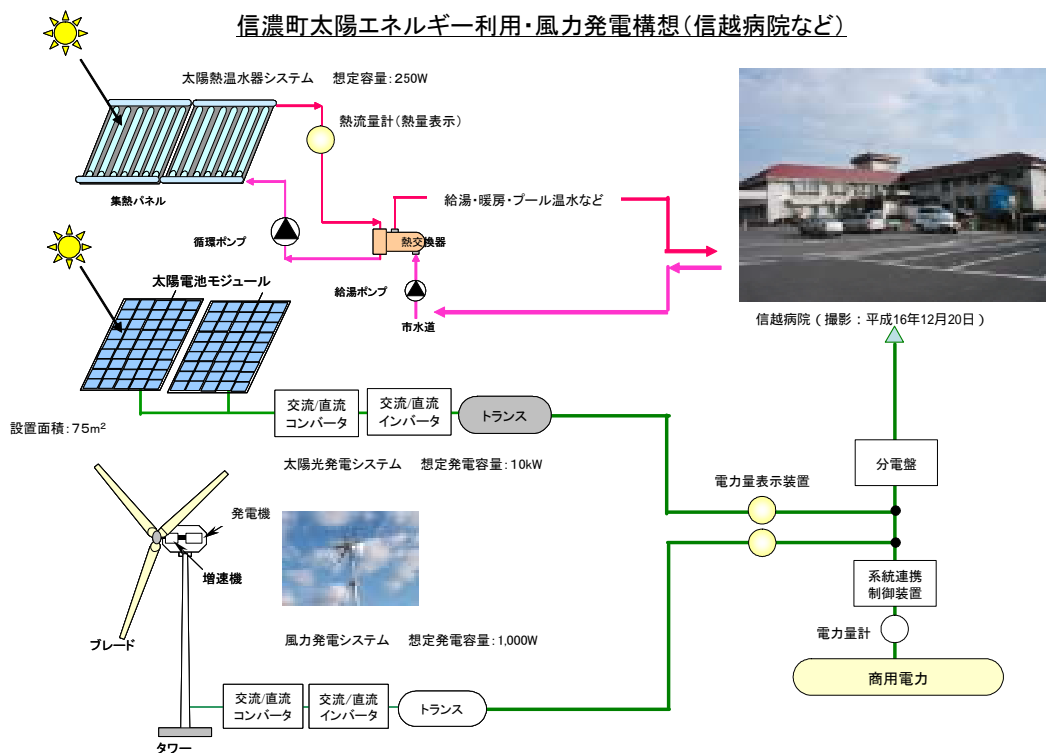 信濃町太陽エネルギー利用・風力発電構想(信越病院など)
太陽熱温水器システム 想定容量:250W
熱流量計(熱量表示)
集熱パネル
循環ポンプ
熱交換器
給湯・暖房・プール温水など
給湯ポンプ
市水道
信越病院(撮影:平成16年12月20日)
太陽電池モジュール
設置面積:75m²
交流/直流
コンバータ
交流/直流
インバータ
トランス
太陽光発電システム 想定発電容量:10kW
電力量表示装置
分電盤
発電機
増速機
ブレード
風力発電システム 想定発電容量:1,000W
系統連携
制御装置
電力量計
商用電力
交流/直流
コンバータ
交流/直流
インバータ
トランス
タワー